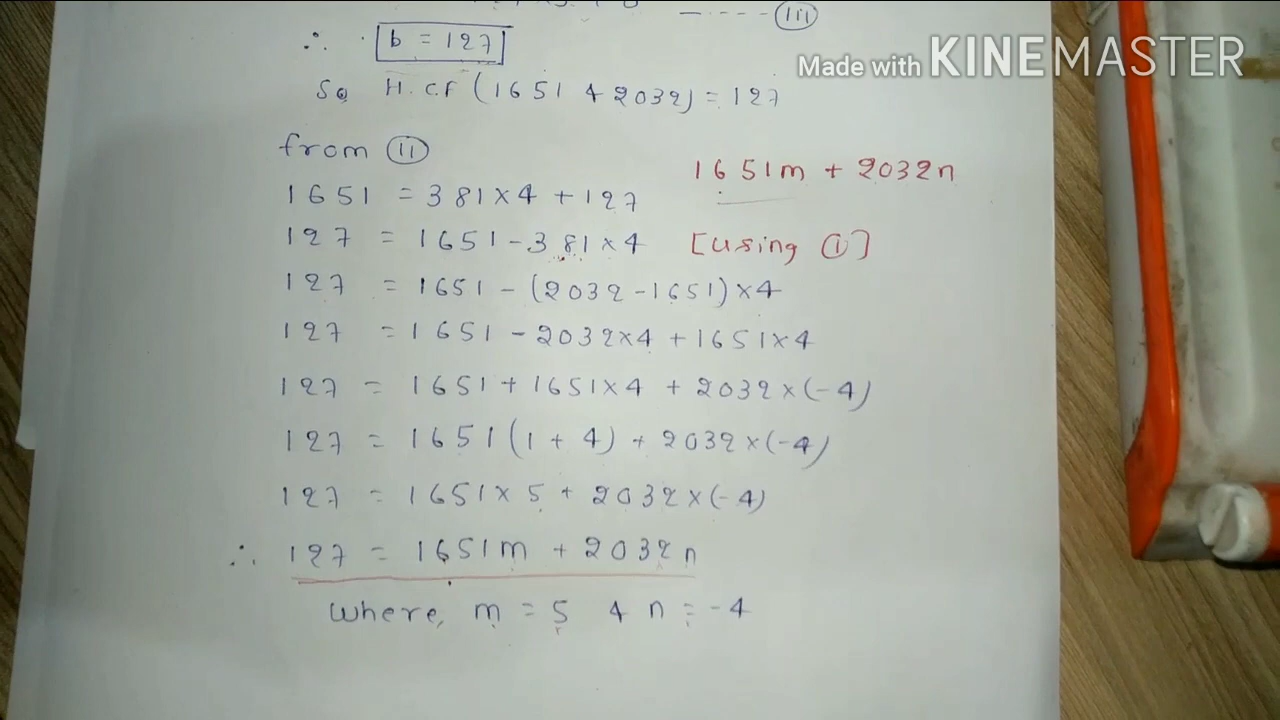 ---- (III)
∴ b = 127
Made with KINEMASTER
So H.C.F (1651 & 2032) = 127
from (II)
1651m + 2032n
1651 = 381×4 + 127
127 = 1651 - 381×4 [using (1)]
127 = 1651 - (2032 - 1651)×4
127 = 1651 - 2032×4 + 1651×4
127 = 1651 + 1651×4 + 2032×(-4)
127 = 1651(1 + 4) + 2032×(-4)
127 = 1651×5 + 2032×(-4)
∴ 127 = 1651m + 2032n
Where, m = 5 & n = -4